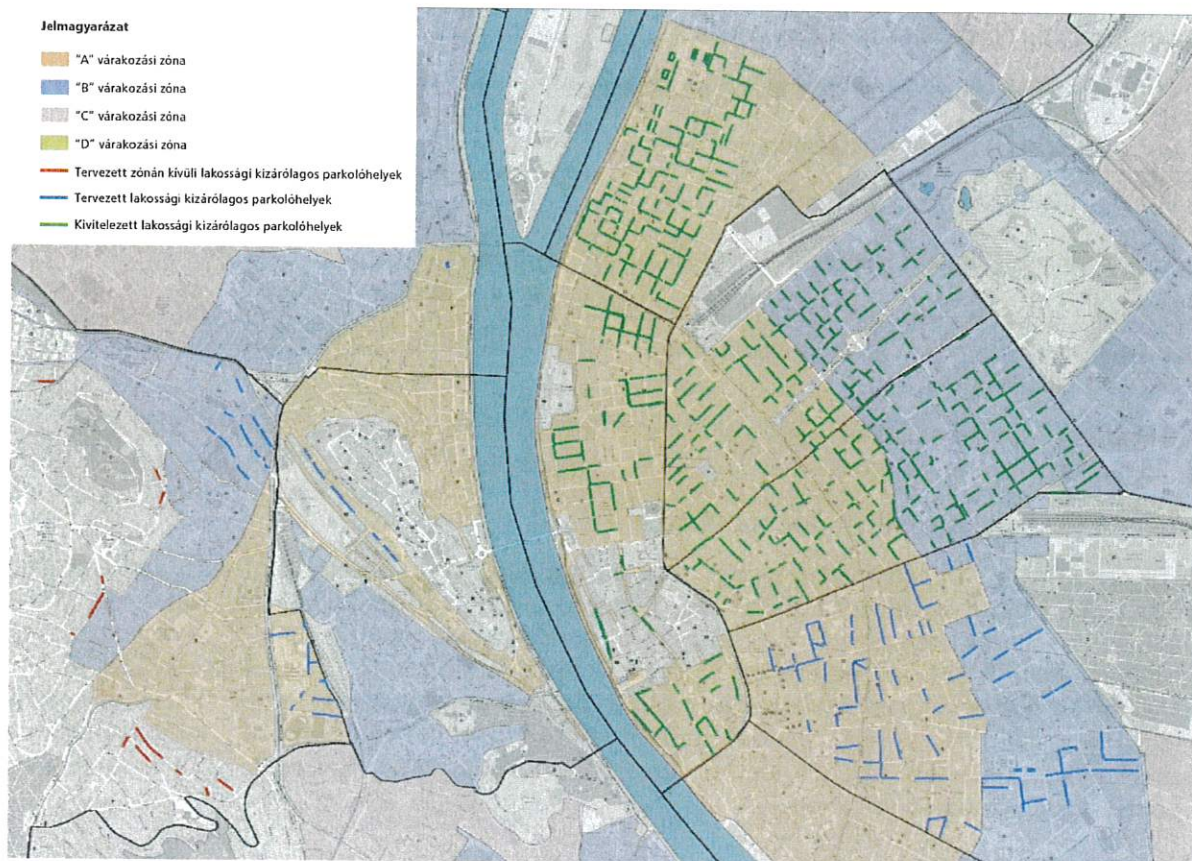 Jelmagyarázat
"A" várakozási zóna
"B" várakozási zóna
"C" várakozási zóna
"D" várakozási zóna
Tervezett zónán kívüli lakossági kizárólagos parkolóhelyek
Tervezett lakossági kizárólagos parkolóhelyek
Kivitelezett lakossági kizárólagos parkolóhelyek